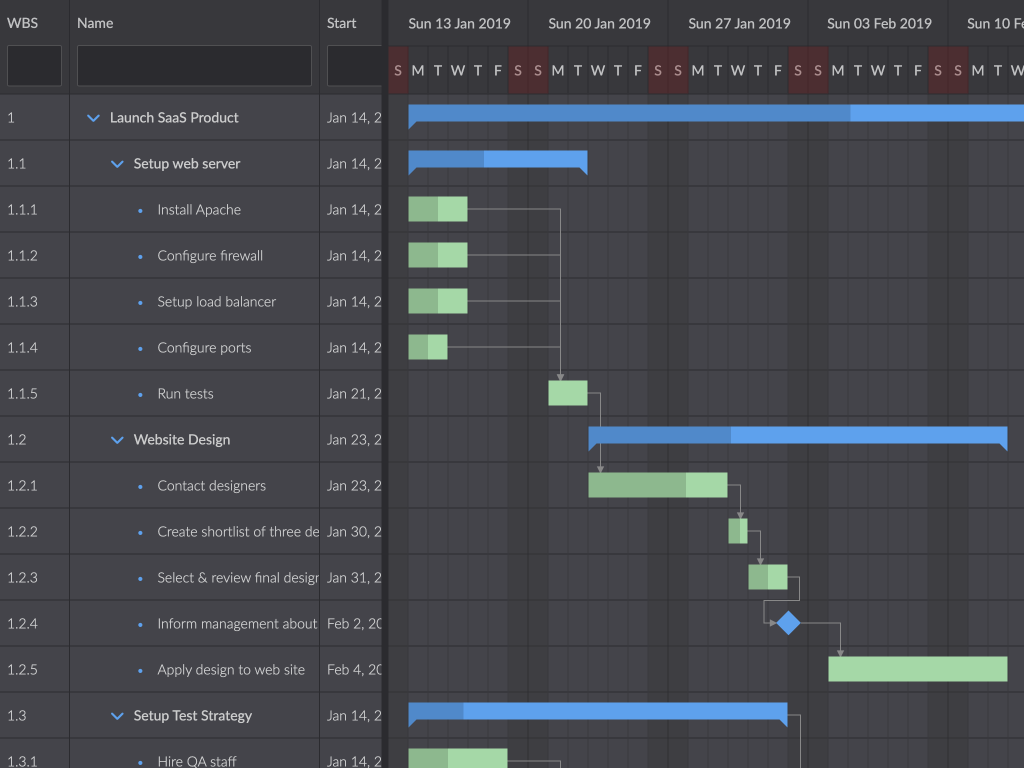 WBS Name Start Sun 13 Jan 2019 Sun 20 Jan 2019 Sun 27 Jan 2019 Sun 03 Feb 2019 Sun 10 Fe
S M T W T F S S M T W T F S S M T W T F S S M T W T F S S M T W
1 Launch SaaS Product Jan 14, 2
1.1 Setup web server Jan 14, 2
1.1.1 Install Apache Jan 14, 2
1.1.2 Configure firewall Jan 14, 2
1.1.3 Setup load balancer Jan 14, 2
1.1.4 Configure ports Jan 14, 2
1.1.5 Run tests Jan 21, 2
1.2 Website Design Jan 23, 2
1.2.1 Contact designers Jan 23, 2
1.2.2 Create shortlist of three de Jan 30, 2
1.2.3 Select & review final design Jan 31, 2
1.2.4 Inform management about Feb 2, 20
1.2.5 Apply design to web site Feb 4, 20
1.3 Setup Test Strategy Jan 14, 2
1.3.1 Hire QA staff Jan 14, 2